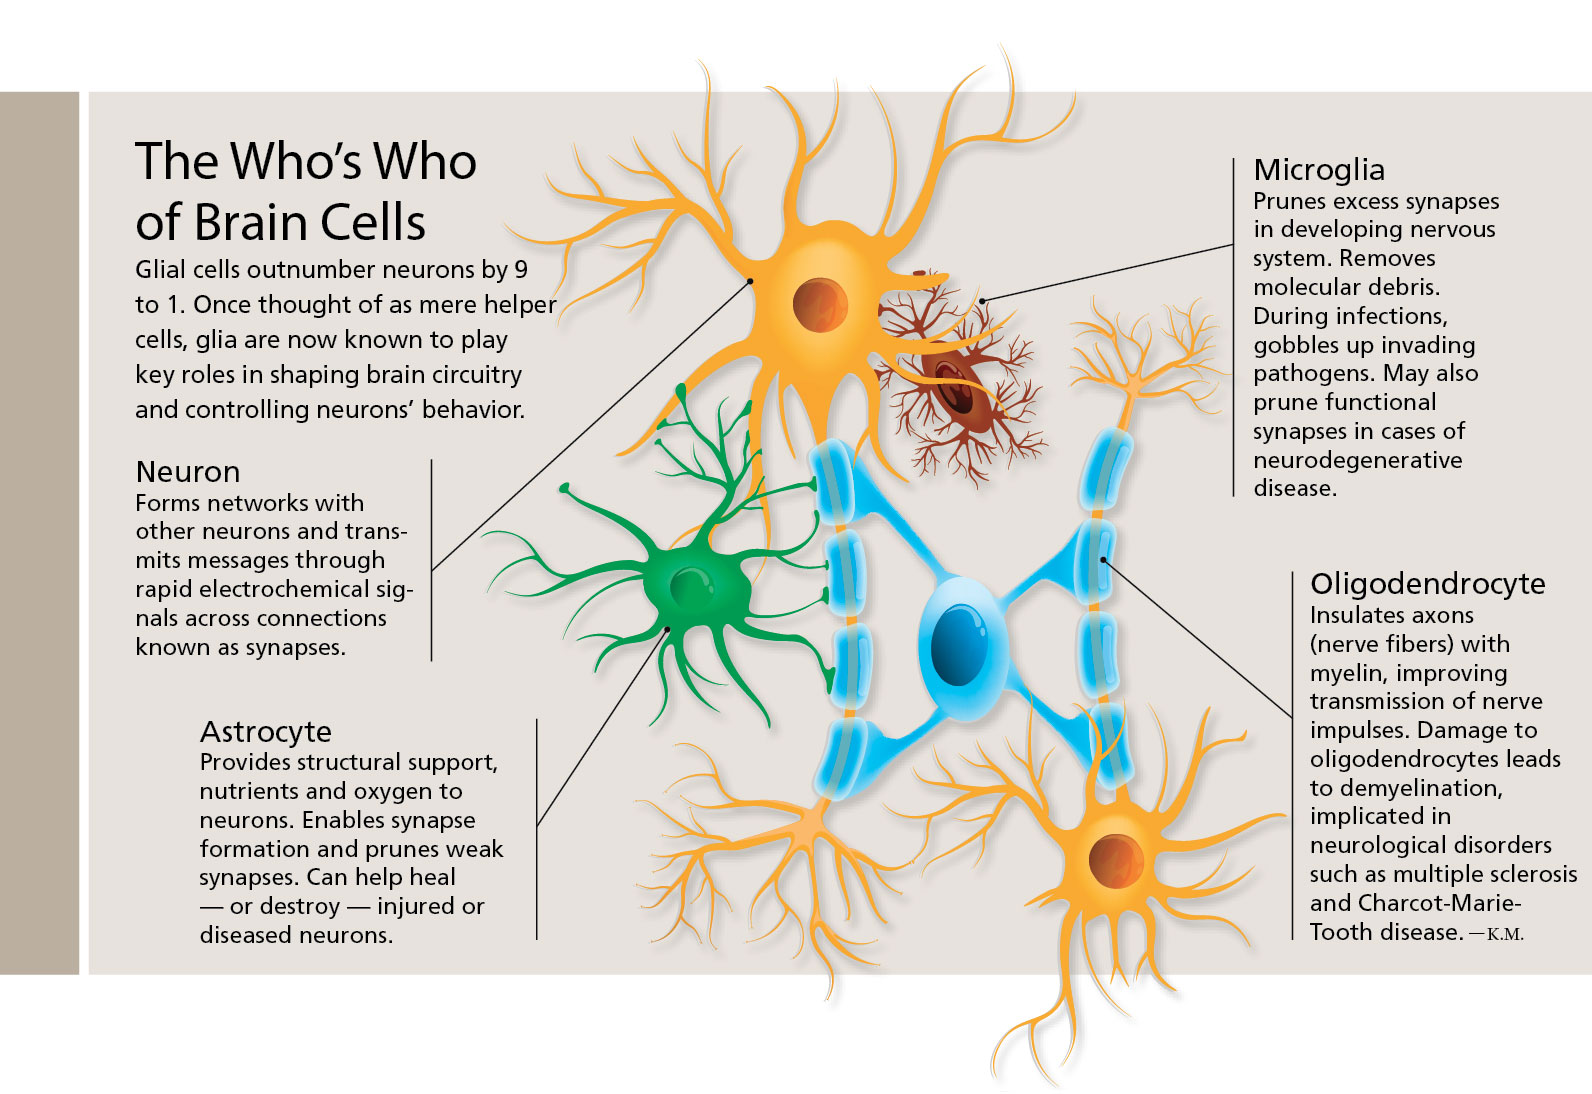 The Who’s Who
of Brain Cells
Glial cells outnumber neurons by 9
to 1. Once thought of as mere helper
cells, glia are now known to play
key roles in shaping brain circuitry
and controlling neurons’ behavior.
Neuron
Forms networks with
other neurons and trans-
mits messages through
rapid electrochemical sig-
nals across connections
known as synapses.
Astrocyte
Provides structural support,
nutrients and oxygen to
neurons. Enables synapse
formation and prunes weak
synapses. Can help heal
— or destroy — injured or
diseased neurons.
Microglia
Prunes excess synapses
in developing nervous
system. Removes
molecular debris.
During infections,
gobbles up invading
pathogens. May also
prune functional
synapses in cases of
neurodegenerative
disease.
Oligodendrocyte
Insulates axons
(nerve fibers) with
myelin, improving
transmission of nerve
impulses. Damage to
oligodendrocytes leads
to demyelination,
implicated in
neurological disorders
such as multiple sclerosis
and Charcot-Marie-
Tooth disease. —K.M.